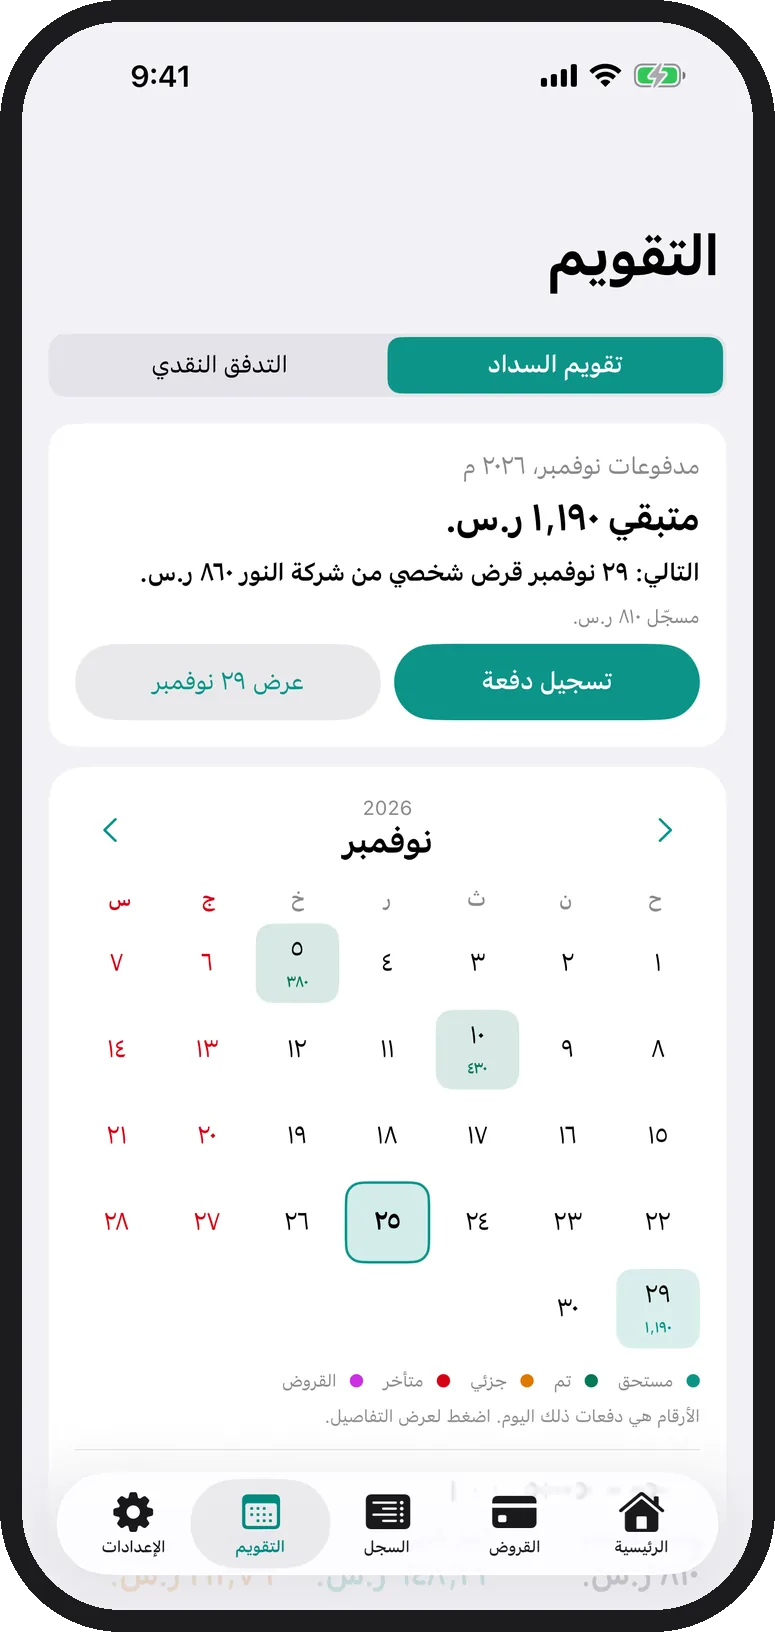 9:41
التقويم
تقويم السداد
التدفق النقدي
مدفوعات نوفمبر، ٢٠٢٦ م
متبقي ١,١٩٠ ر.س.
التالي: ٢٩ نوفمبر قرض شخصي من شركة النور ٨٦٠ ر.س.
مسجّل ٨١٠ ر.س.
تسجيل دفعة
عرض ٢٩ نوفمبر
2026
نوفمبر
ح ن ث ر خ ج س
١ ٢ ٣ ٤ ٥ ٦ ٧
٣٨٠
٨ ٩ ١٠ ١١ ١٢ ١٣ ١٤
٤٣٠
١٥ ١٦ ١٧ ١٨ ١٩ ٢٠ ٢١
٢٢ ٢٣ ٢٤ ٢٥ ٢٦ ٢٧ ٢٨
٢٩ ٣٠
١,١٩٠
مستحق تم جزئي متأخر القروض
الأرقام هي دفعات ذلك اليوم. اضغط لعرض التفاصيل.
الرئيسية القروض السجل التقويم الإعدادات
٨١٠ ر.س.